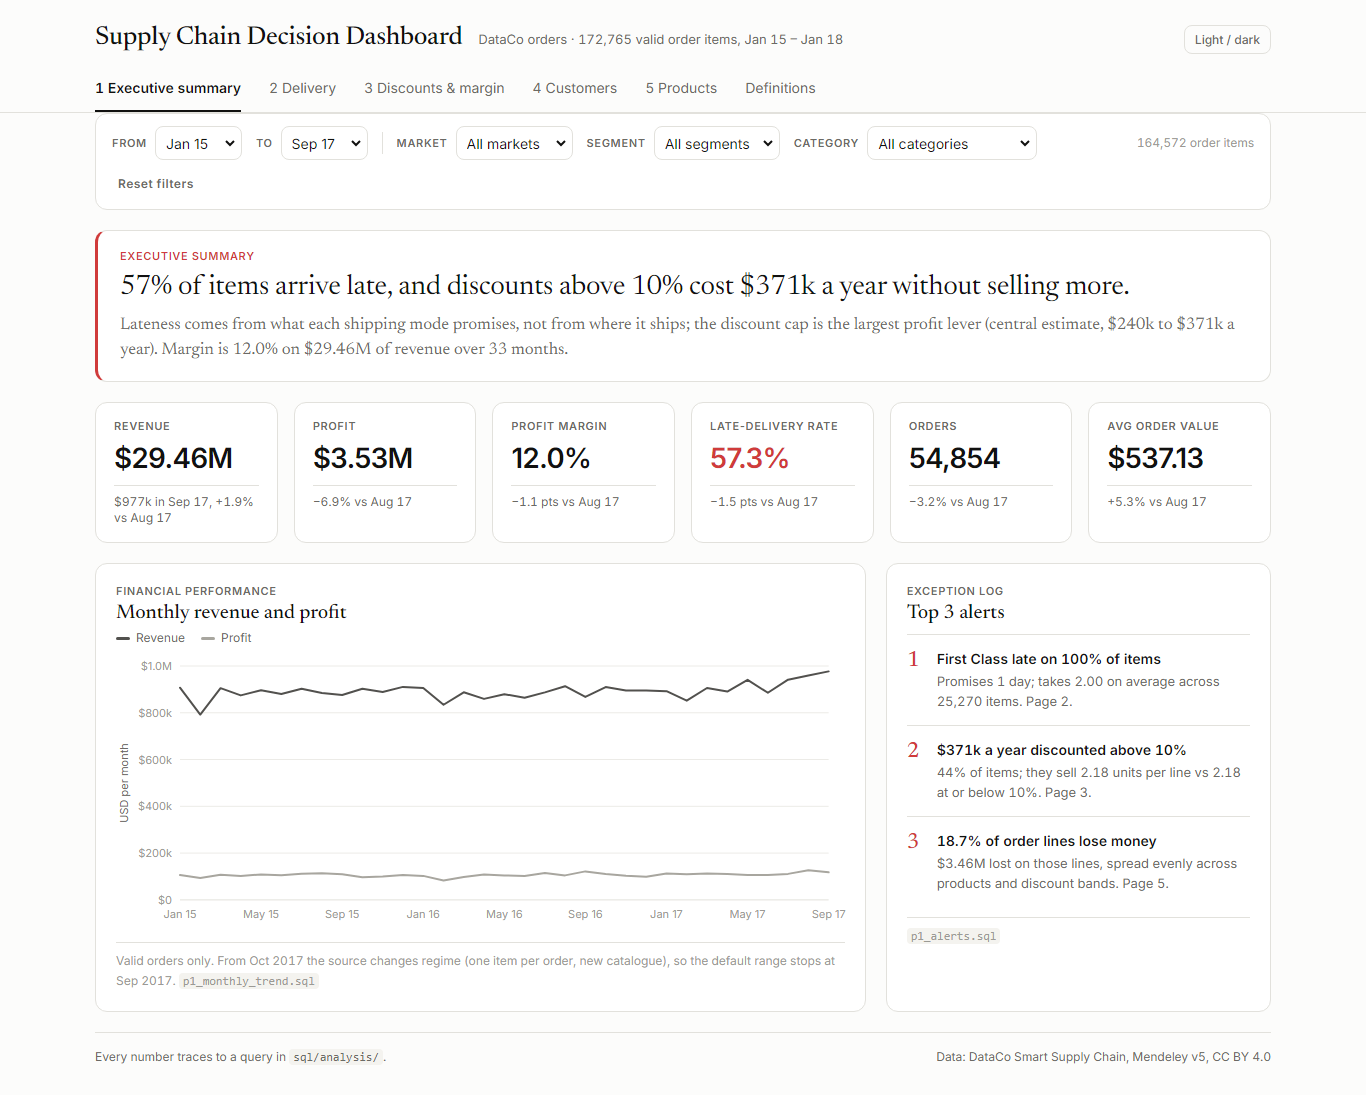 Supply Chain Decision Dashboard
DataCo orders · 172,765 valid order items, Jan 15 – Jan 18
Light / dark
1 Executive summary
2 Delivery
3 Discounts & margin
4 Customers
5 Products
Definitions
FROM
Jan 15
TO
Sep 17
MARKET
All markets
SEGMENT
All segments
CATEGORY
All categories
164,572 order items
Reset filters
EXECUTIVE SUMMARY
57% of items arrive late, and discounts above 10% cost $371k a year without selling more.
Lateness comes from what each shipping mode promises, not from where it ships; the discount cap is the largest profit lever (central estimate, $240k to $371k a
year). Margin is 12.0% on $29.46M of revenue over 33 months.
REVENUE
$29.46M
$977k in Sep 17, +1.9%
vs Aug 17
PROFIT
$3.53M
−6.9% vs Aug 17
PROFIT MARGIN
12.0%
−1.1 pts vs Aug 17
LATE-DELIVERY RATE
57.3%
−1.5 pts vs Aug 17
ORDERS
54,854
−3.2% vs Aug 17
AVG ORDER VALUE
$537.13
+5.3% vs Aug 17
FINANCIAL PERFORMANCE
Monthly revenue and profit
Revenue
Profit
USD per month
$1.0M
$800k
$600k
$400k
$200k
$0
Jan 15
May 15
Sep 15
Jan 16
May 16
Sep 16
Jan 17
May 17
Sep 17
Valid orders only. From Oct 2017 the source changes regime (one item per order, new catalogue), so the default range stops at
Sep 2017. p1_monthly_trend.sql
EXCEPTION LOG
Top 3 alerts
1
First Class late on 100% of items
Promises 1 day; takes 2.00 on average across
25,270 items. Page 2.
2
$371k a year discounted above 10%
44% of items; they sell 2.18 units per line vs 2.18
at or below 10%. Page 3.
3
18.7% of order lines lose money
$3.46M lost on those lines, spread evenly across
products and discount bands. Page 5.
p1_alerts.sql
Every number traces to a query in sql/analysis/ .
Data: DataCo Smart Supply Chain, Mendeley v5, CC BY 4.0